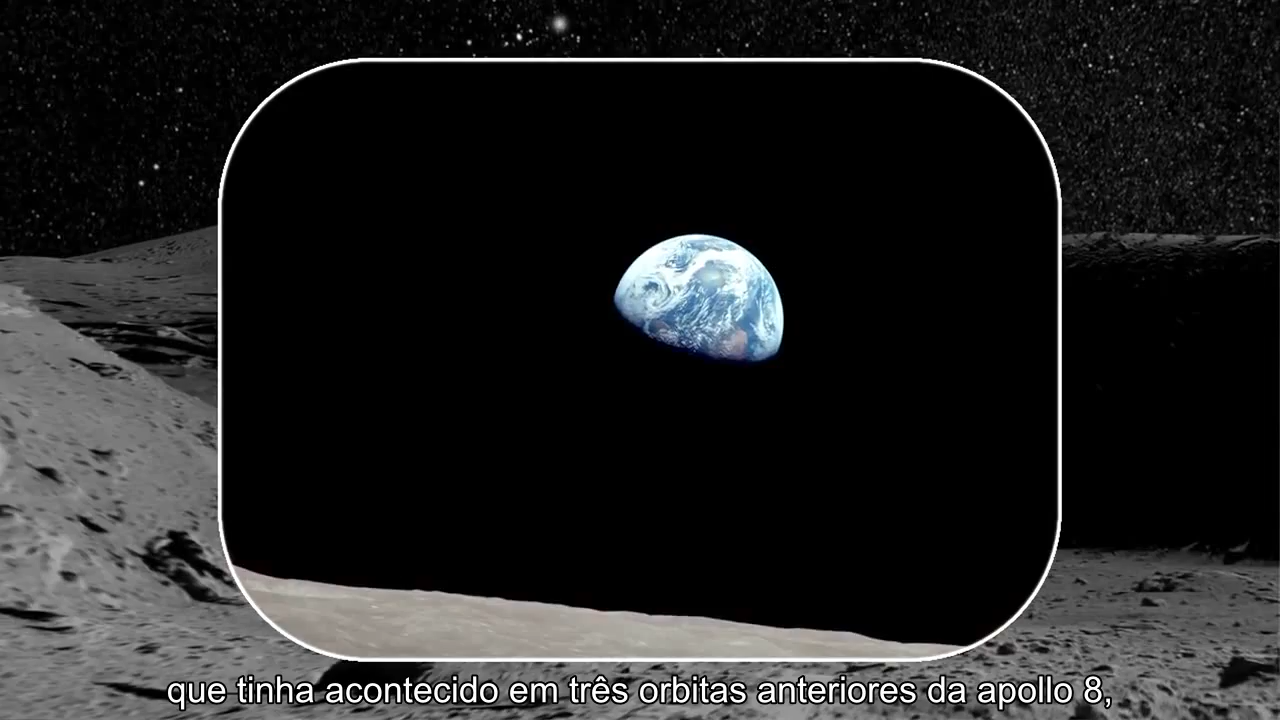 que tinha acontecido em três orbitas anteriores da apollo 8,